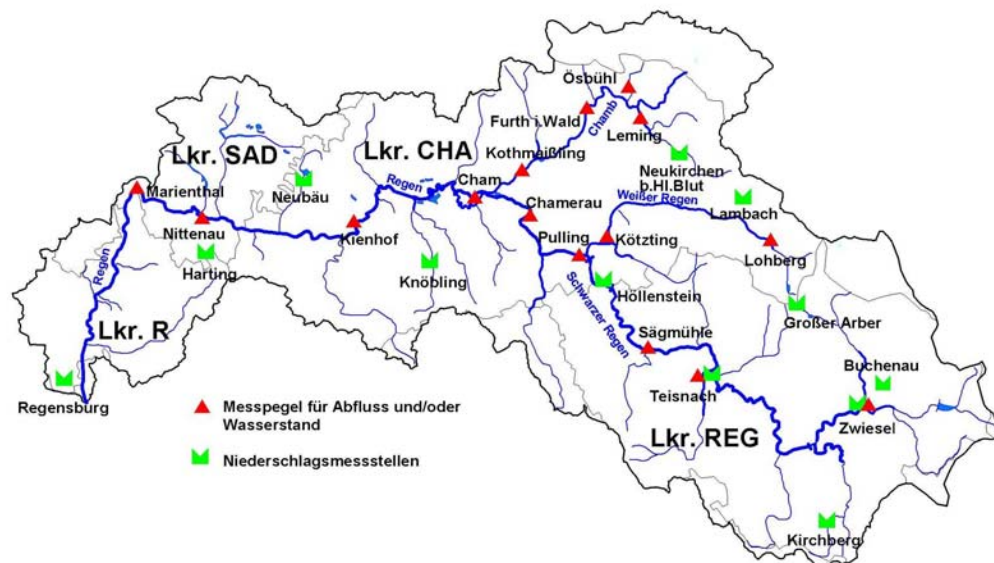 Ösbühl
Furth i.Wald
Chamb
Leming
Lkr. SAD
Lkr. CHA
Kothmaißling
Neukirchen
b.Hl.Blut
Marienthal
Neubäu
Regen
Cham
Weißer Regen
Lambach
Chamerau
Nittenau
Kienhof
Pulling
Kötzting
Lohberg
Harting
Regen
Knöbling
Schwarzer Regen
Höllenstein
Großer Arber
Lkr. R
Sägmühle
Buchenau
Regensburg
Teisnach
Zwiesel
Lkr. REG
Messpegel für Abfluss und/oder
Wasserstand
Niederschlagsmessstellen
Kirchberg